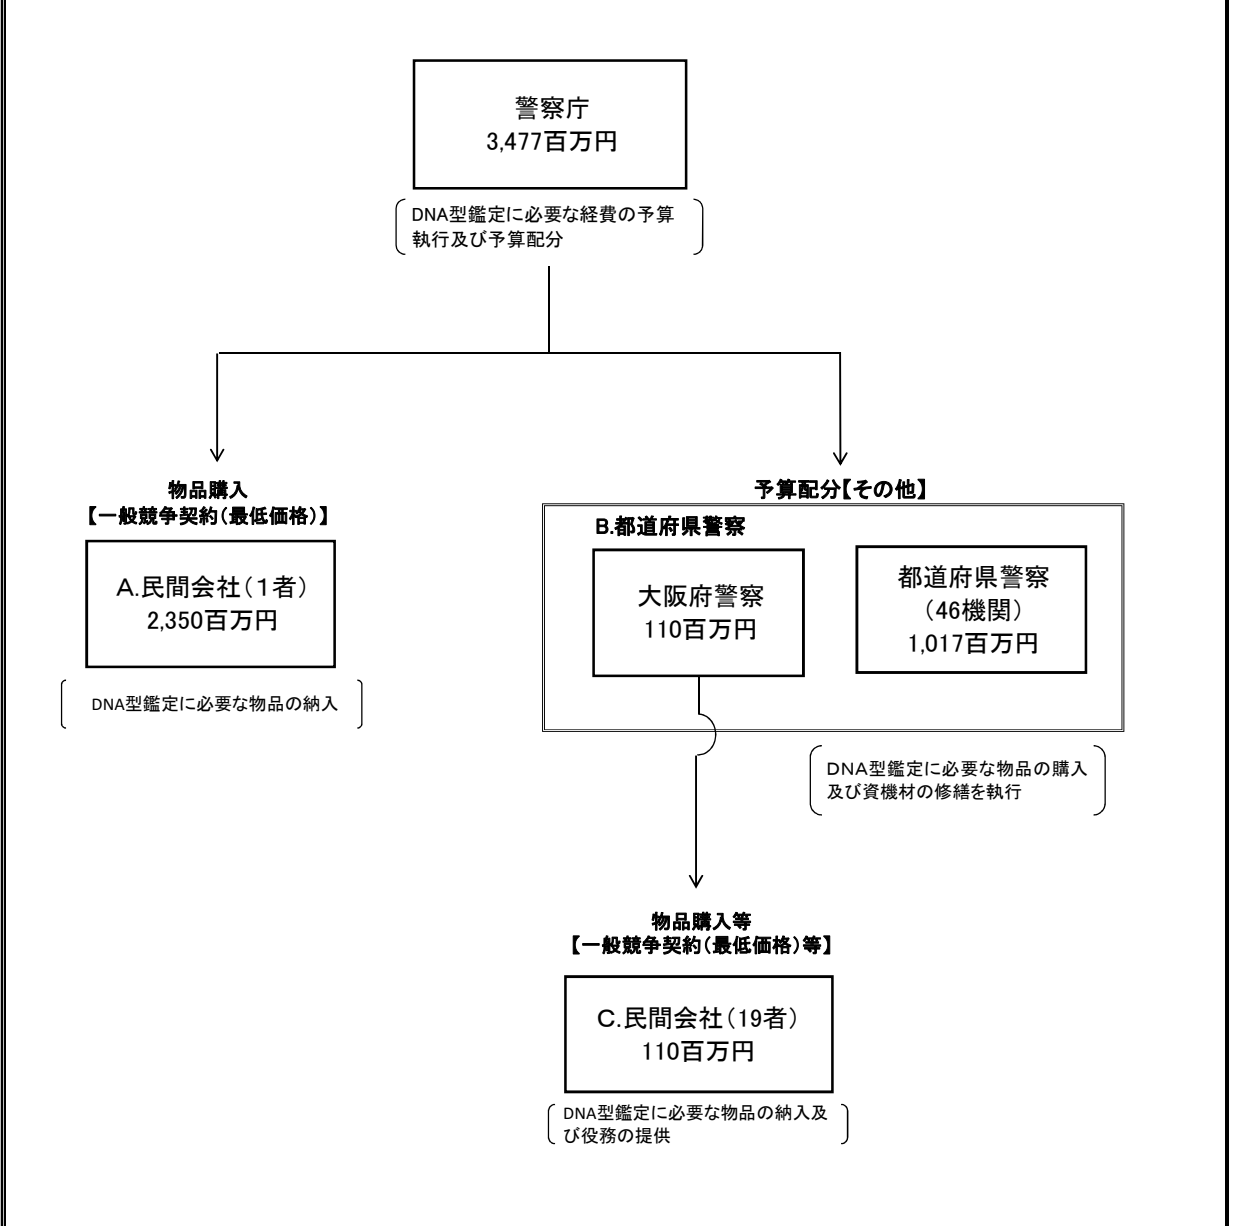 警察庁
3,477百万円
DNA型鑑定に必要な経費の予算
執行及び予算配分
物品購入
【一般競争契約(最低価格)】
A.民間会社(1者)
2,350百万円
DNA型鑑定に必要な物品の納入
予算配分【その他】
B.都道府県警察
大阪府警察
110百万円
都道府県警察
(46機関)
1,017百万円
DNA型鑑定に必要な物品の購入
及び資機材の修繕を執行
物品購入等
【一般競争契約(最低価格)等】
C.民間会社(19者)
110百万円
DNA型鑑定に必要な物品の納入及
び役務の提供